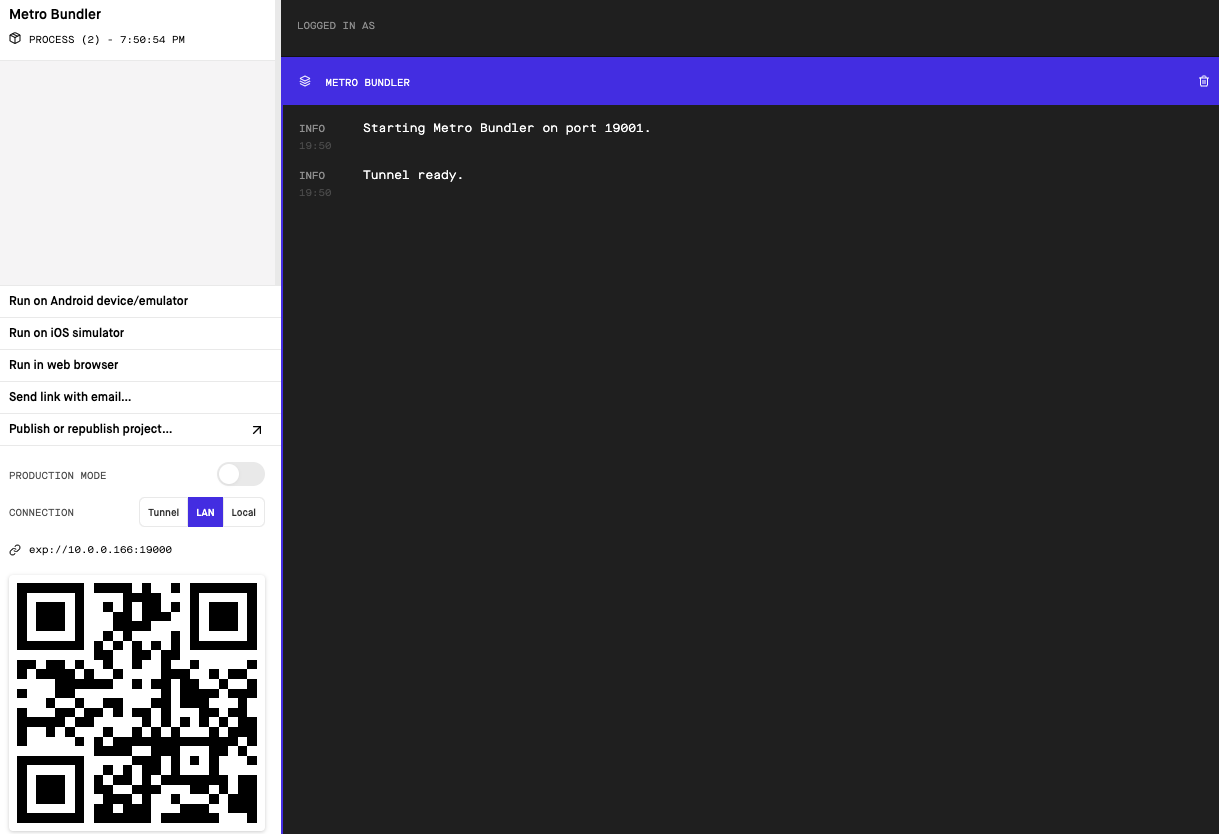 Metro Bundler
PROCESS (2) - 7:50:54 PM
Run on Android device/emulator
Run on iOS simulator
Run in web browser
Send link with email...
Publish or republish project...
PRODUCTION MODE
CONNECTION Tunnel LAN Local
exp://10.0.0.166:19000
LOGGED IN AS
METRO BUNDLER
INFO Starting Metro Bundler on port 19001.
19:50
INFO Tunnel ready.
19:50